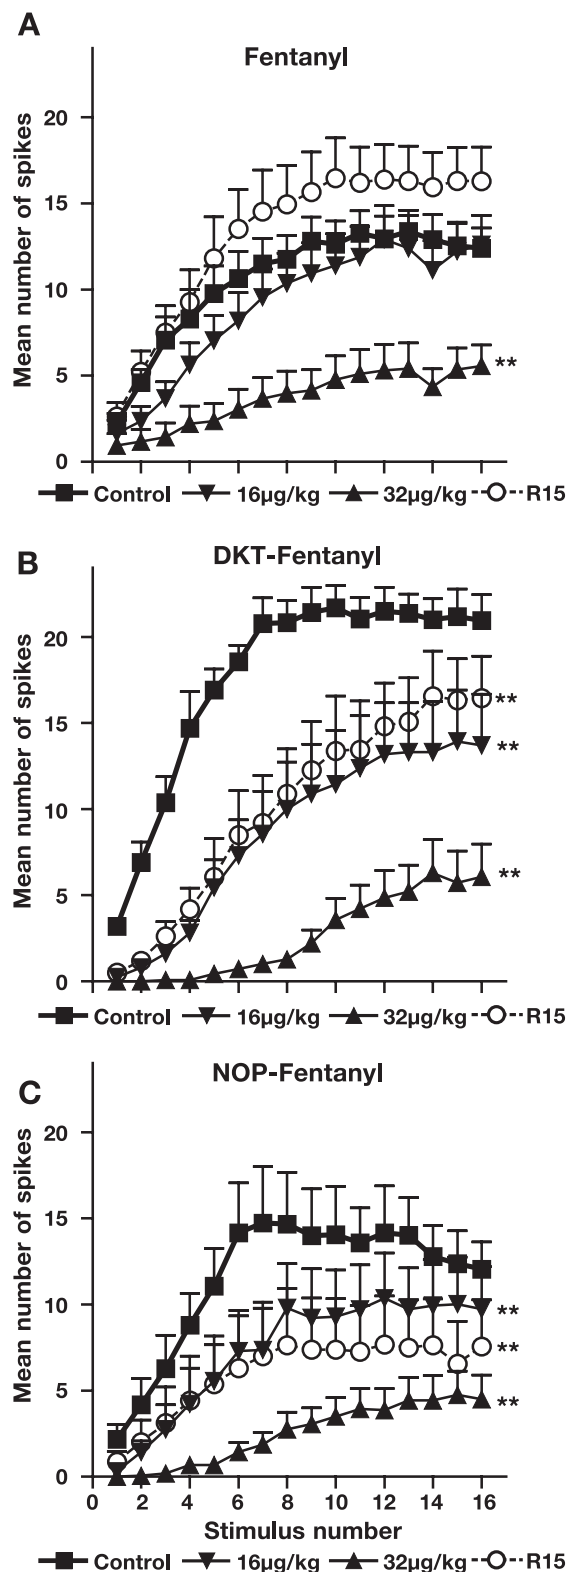 A
Fentanyl
Mean number of spikes
20
15
10
5
0
**
Control 16µg/kg 32µg/kg R15
B
DKT-Fentanyl
Mean number of spikes
20
15
10
5
0
**
**
**
Control 16µg/kg 32µg/kg R15
C
NOP-Fentanyl
Mean number of spikes
20
15
10
5
0
**
**
**
0 2 4 6 8 10 12 14 16
Stimulus number
Control 16µg/kg 32µg/kg R15